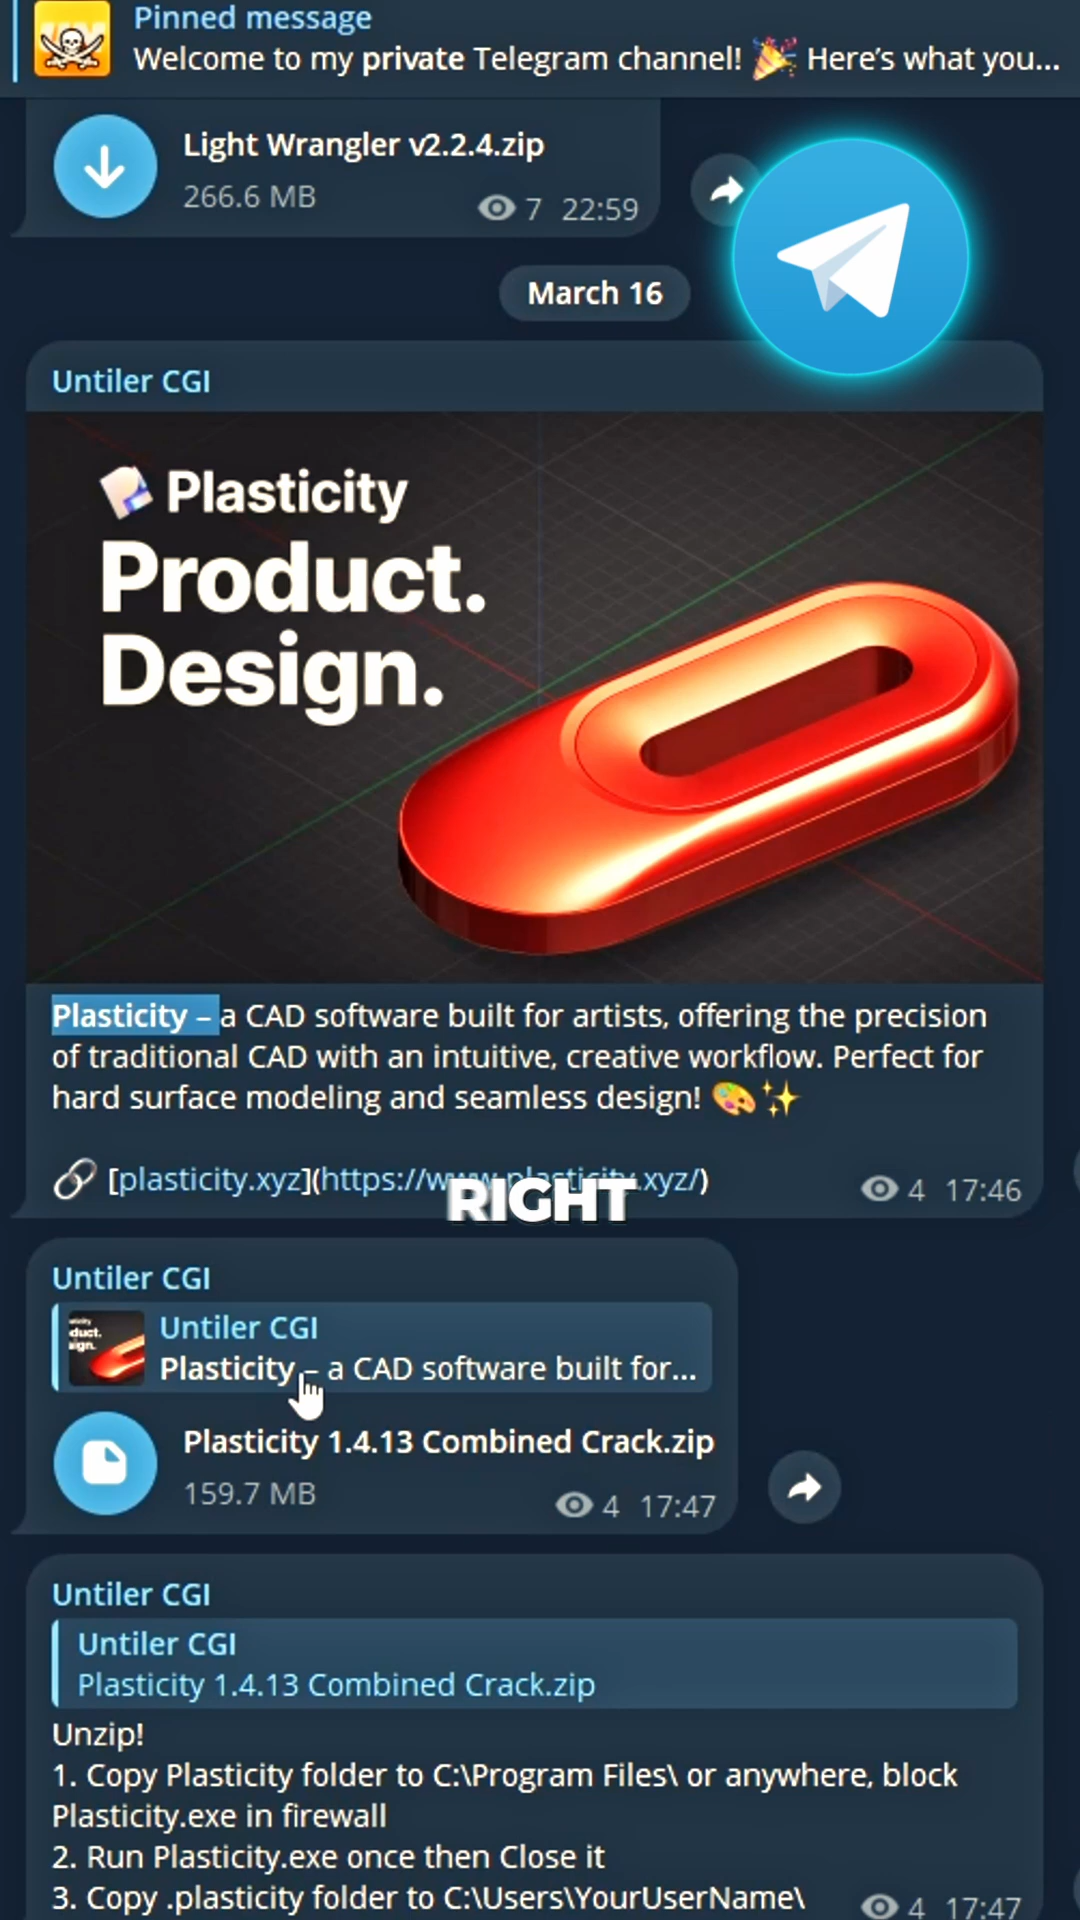 Pinned message
Welcome to my private Telegram channel! 🎉 Here's what you...
Light Wrangler v2.2.4.zip
266.6 MB
7 22:59
March 16
Untiler CGI
Plasticity
Product.
Design.
Plasticity – a CAD software built for artists, offering the precision
of traditional CAD with an intuitive, creative workflow. Perfect for
hard surface modeling and seamless design! 🎨✨
🔗 [plasticity.xyz](https://www.plasticity.xyz/)
4 17:46
RIGHT
Untiler CGI
Untiler CGI
Plasticity – a CAD software built for...
Plasticity 1.4.13 Combined Crack.zip
159.7 MB
4 17:47
Untiler CGI
Untiler CGI
Plasticity 1.4.13 Combined Crack.zip
Unzip!
1. Copy Plasticity folder to C:\Program Files\ or anywhere, block
Plasticity.exe in firewall
2. Run Plasticity.exe once then Close it
3. Copy .plasticity folder to C:\Users\YourUserName\
4 17:47